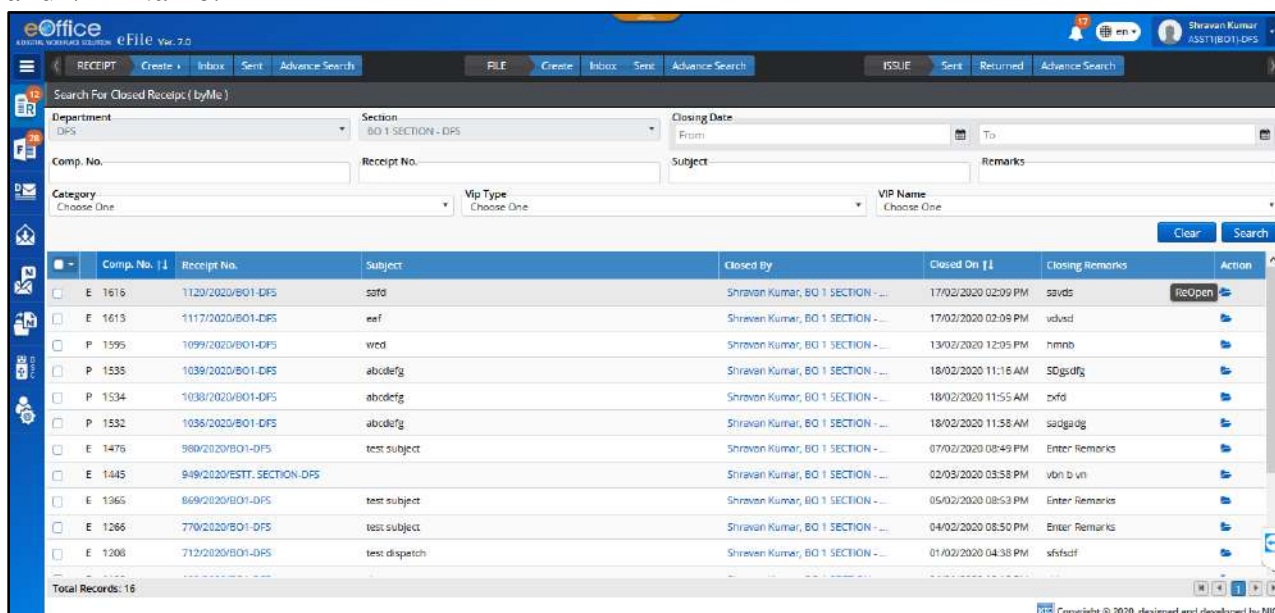 eOffice
A DIGITAL WORKPLACE SOLUTION eFile Ver. 7.0
17 en Shravan Kumar
ASSTT(BO1)-DFS
RECEIPT Create Inbox Sent Advance Search FILE Create Inbox Sent Advance Search ISSUE Sent Returned Advance Search
12
28
Search For Closed Receipt ( byMe )
Department Section Closing Date
DFS BO 1 SECTION - DFS From To
Comp. No. Receipt No. Subject Remarks
Category Vip Type VIP Name
Choose One Choose One Choose One
Clear Search
Comp. No. Receipt No. Subject Closed By Closed On Closing Remarks Action
E 1616 1120/2020/BO1-DFS safd Shravan Kumar, BO 1 SECTION - ... 17/02/2020 02:09 PM savds ReOpen
E 1613 1117/2020/BO1-DFS eaf Shravan Kumar, BO 1 SECTION - ... 17/02/2020 02:09 PM vdvsd
P 1595 1099/2020/BO1-DFS wed Shravan Kumar, BO 1 SECTION - ... 13/02/2020 12:05 PM hmnb
P 1535 1039/2020/BO1-DFS abcdefg Shravan Kumar, BO 1 SECTION - ... 18/02/2020 11:16 AM SDgsdfg
P 1534 1038/2020/BO1-DFS abcdefg Shravan Kumar, BO 1 SECTION - ... 18/02/2020 11:55 AM zxfd
P 1532 1036/2020/BO1-DFS abcdefg Shravan Kumar, BO 1 SECTION - ... 18/02/2020 11:58 AM sadgadg
E 1476 980/2020/BO1-DFS test subject Shravan Kumar, BO 1 SECTION - ... 07/02/2020 08:49 PM Enter Remarks
E 1445 949/2020/ESTT. SECTION-DFS Shravan Kumar, BO 1 SECTION - ... 02/03/2020 03:58 PM vbn b vn
E 1365 869/2020/BO1-DFS test subject Shravan Kumar, BO 1 SECTION - ... 05/02/2020 08:53 PM Enter Remarks
E 1266 770/2020/BO1-DFS test subject Shravan Kumar, BO 1 SECTION - ... 04/02/2020 08:50 PM Enter Remarks
E 1208 712/2020/BO1-DFS test dispatch Shravan Kumar, BO 1 SECTION - ... 01/02/2020 04:38 PM sfsfsdf
Total Records: 16 1
Copyright © 2020, designed and developed by NIC